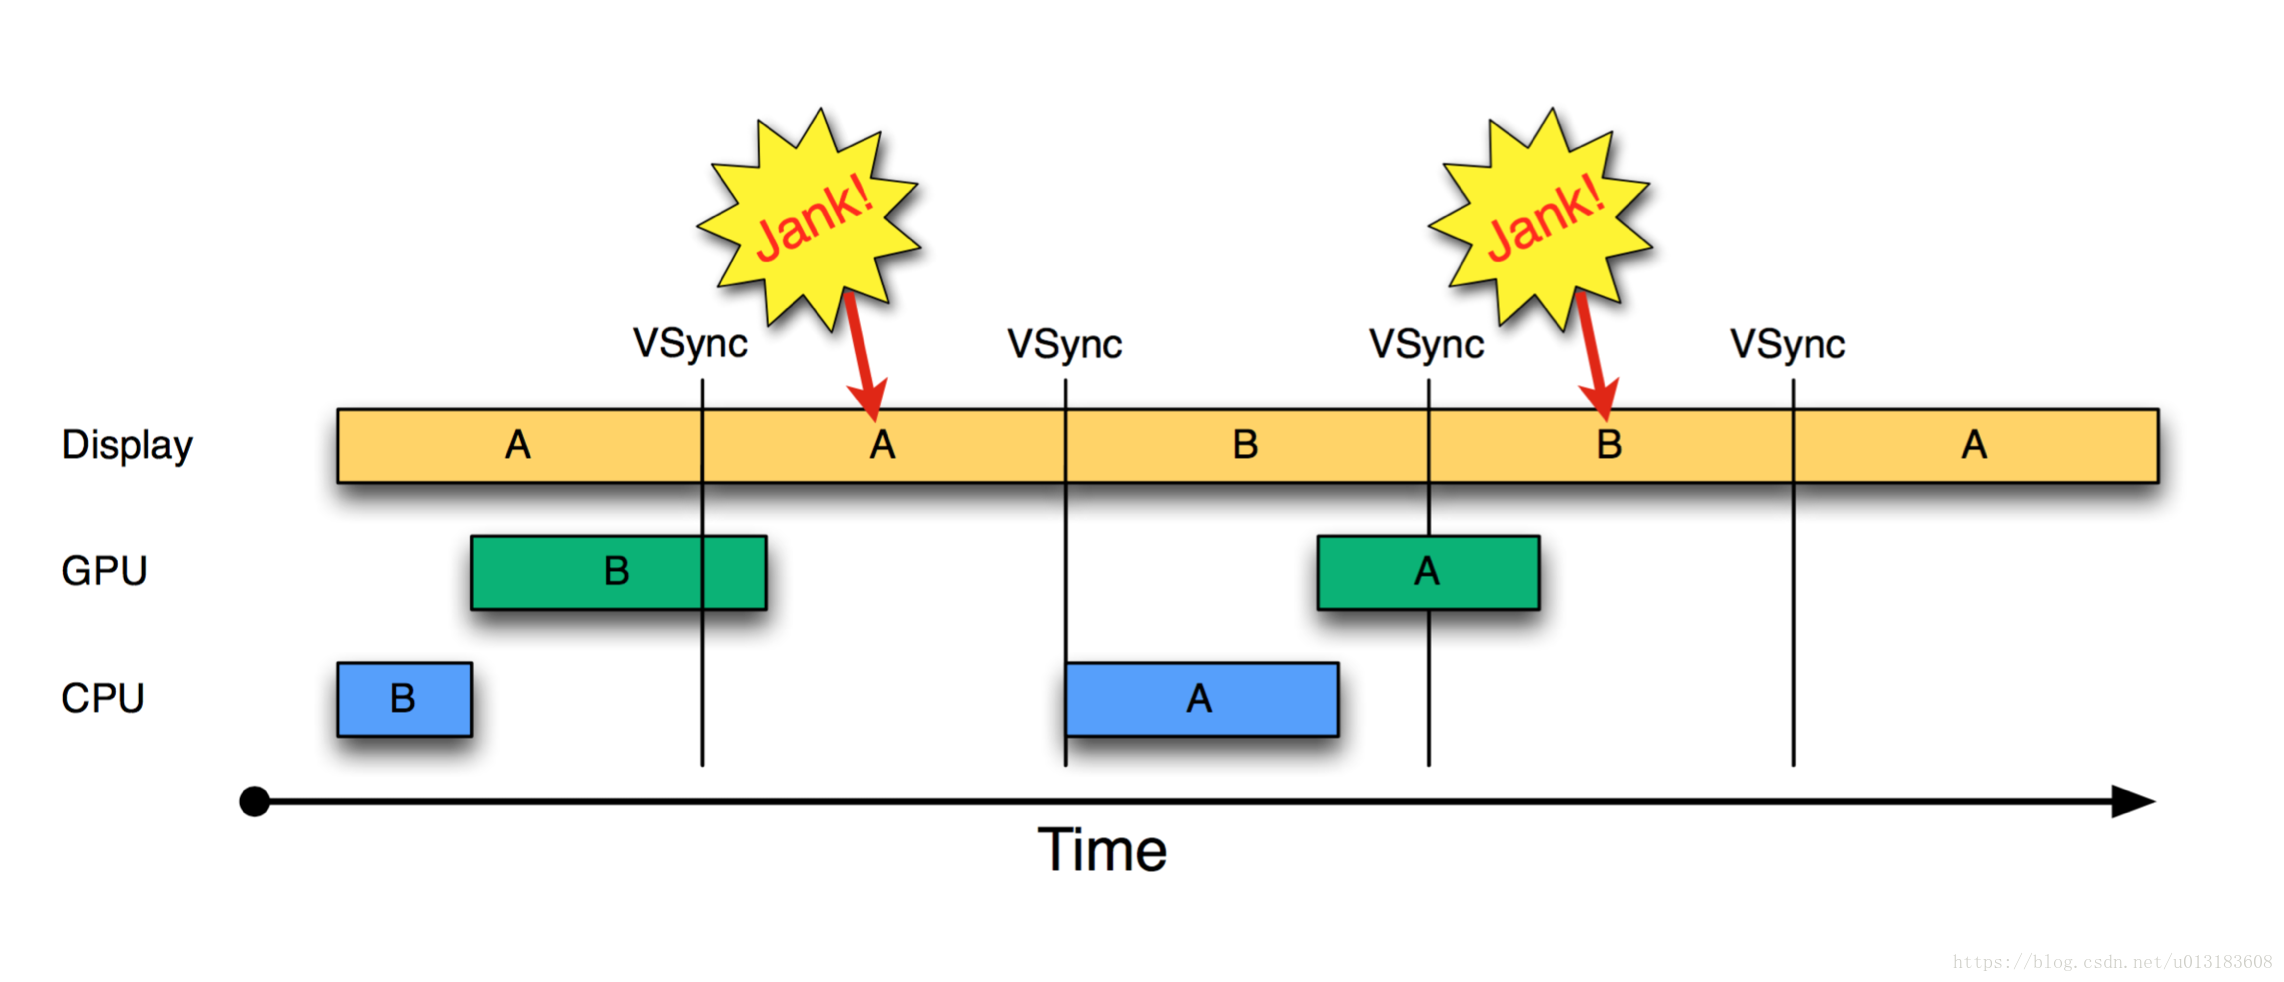 Jank! Jank!
VSync VSync VSync VSync
Display A A B B A
GPU B A
CPU B A
Time
https://blog.csdn.net/u013183608